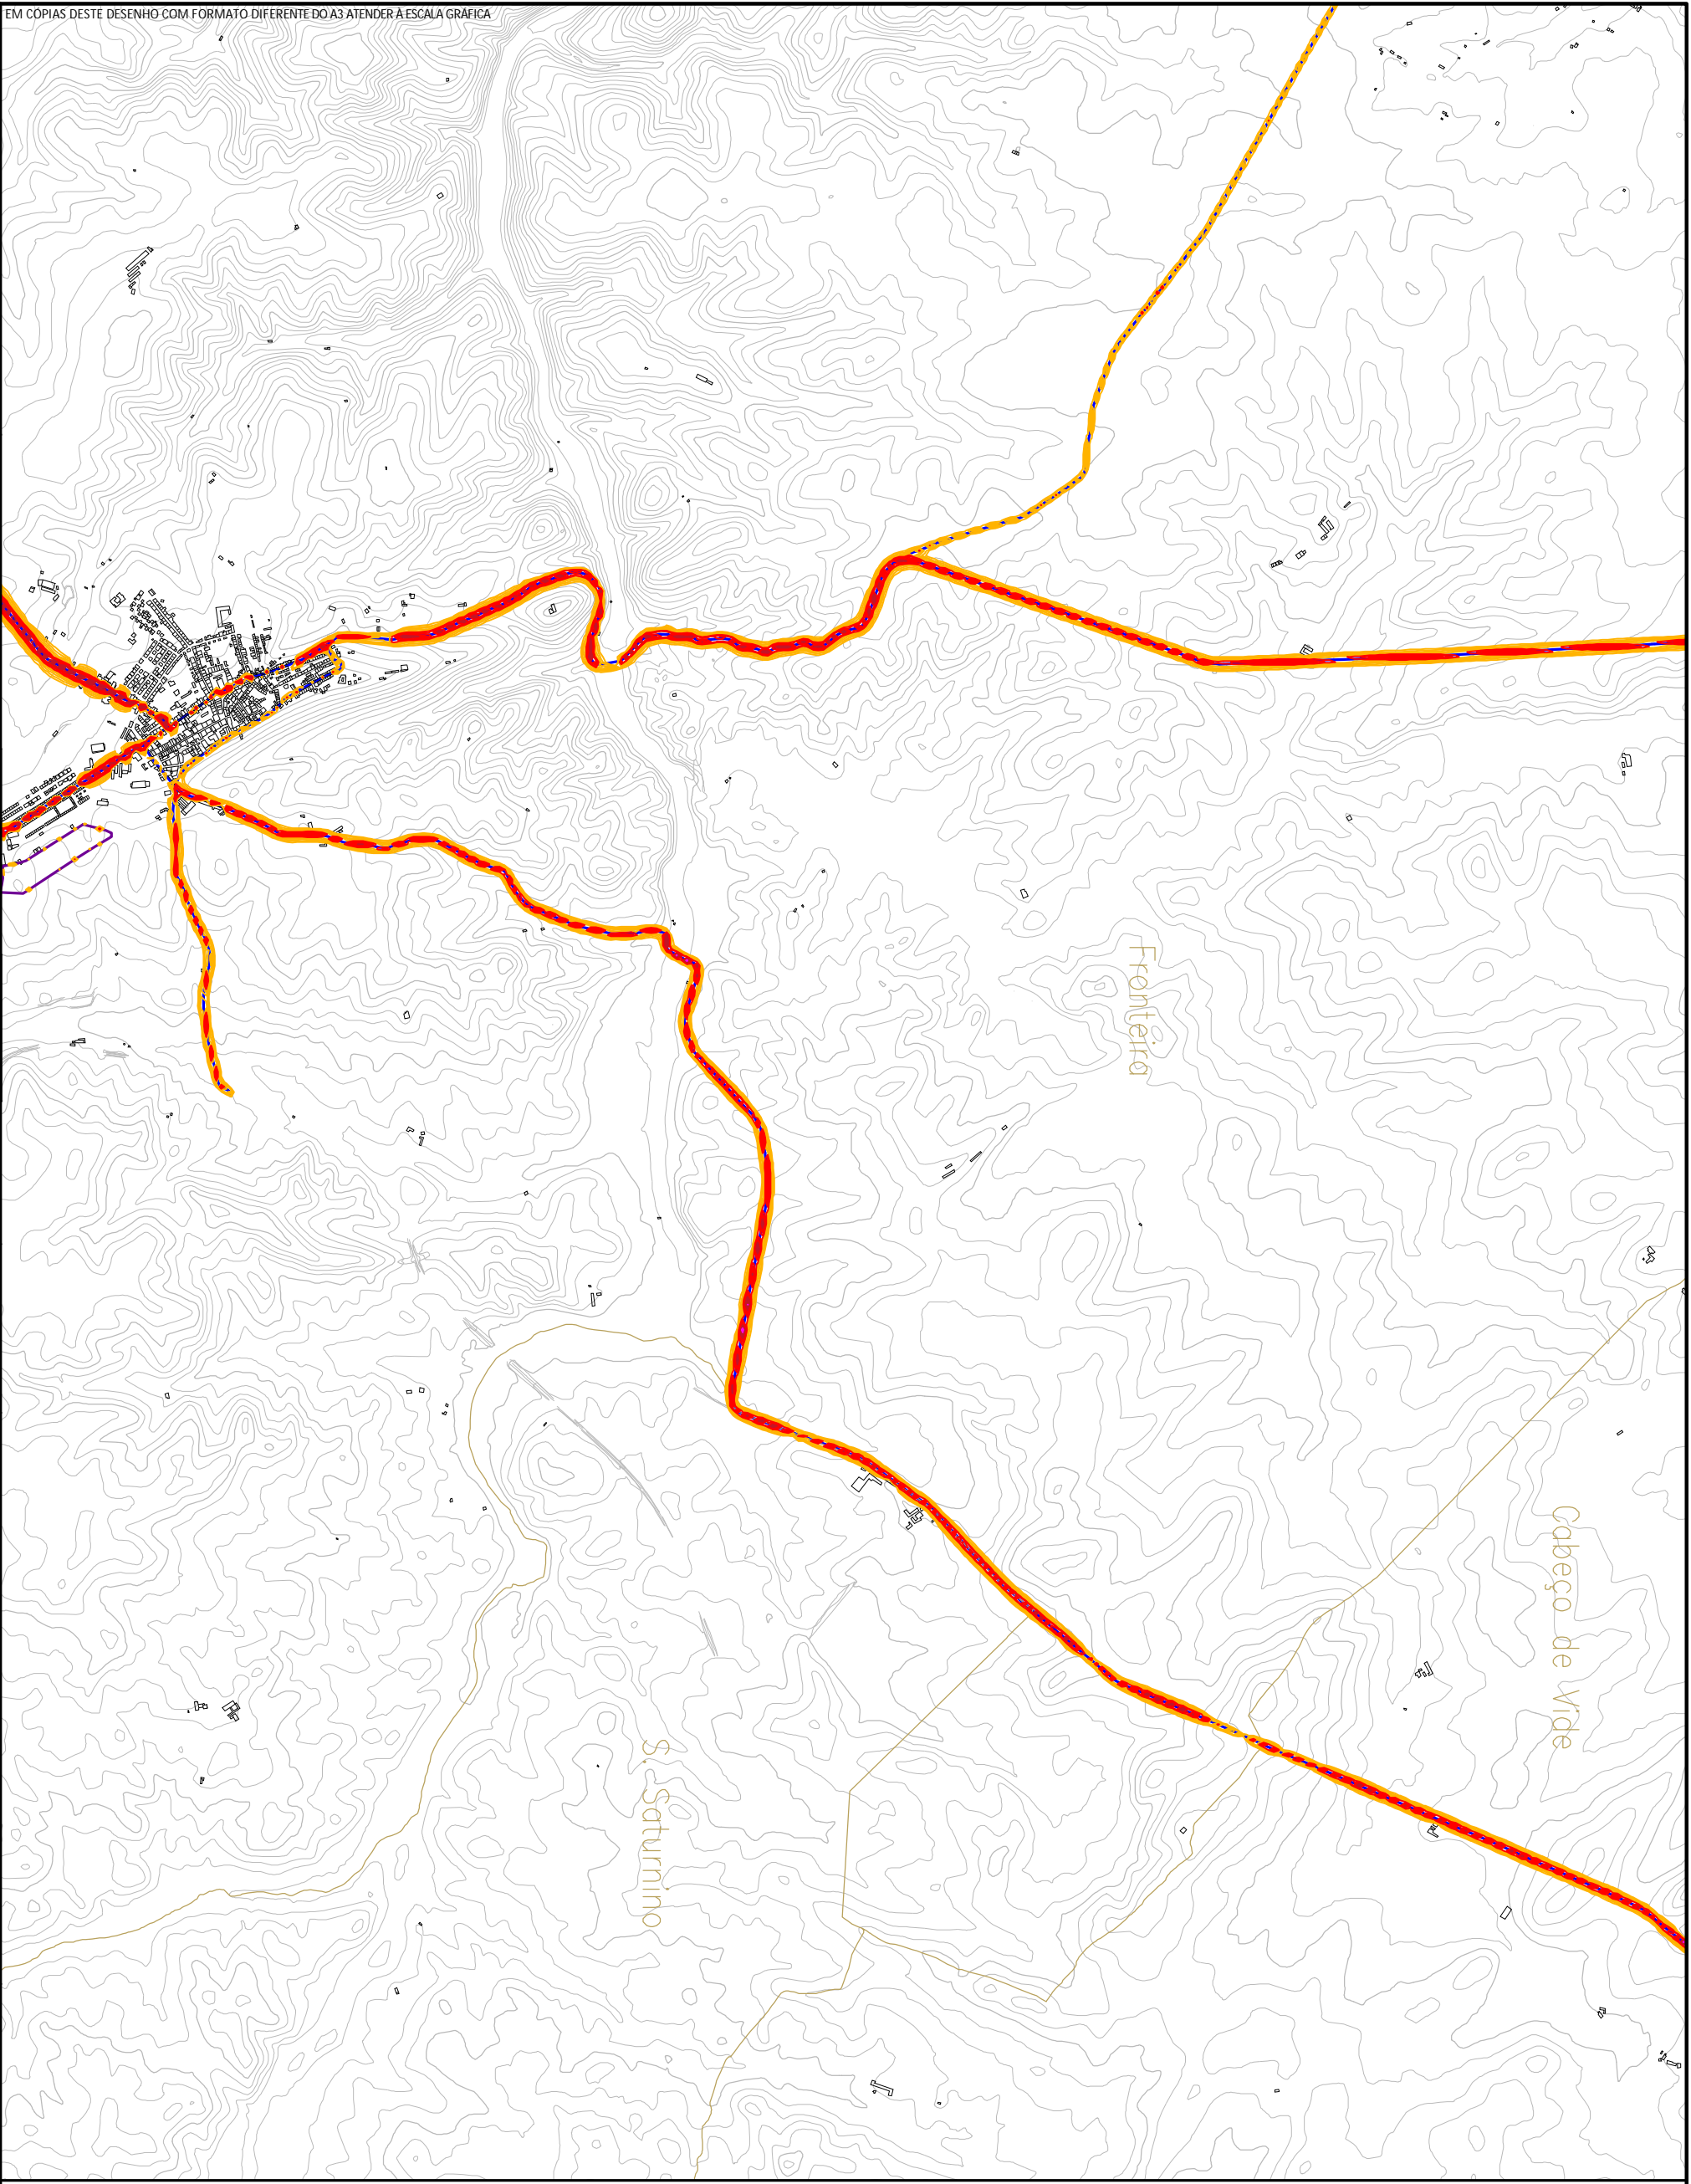 EM CÓPIAS DESTE DESENHO COM FORMATO DIFERENTE DO A3 ATENDER À ESCALA GRÁFICA
Fronteira
Cabeço de Vide
S. Saturnino